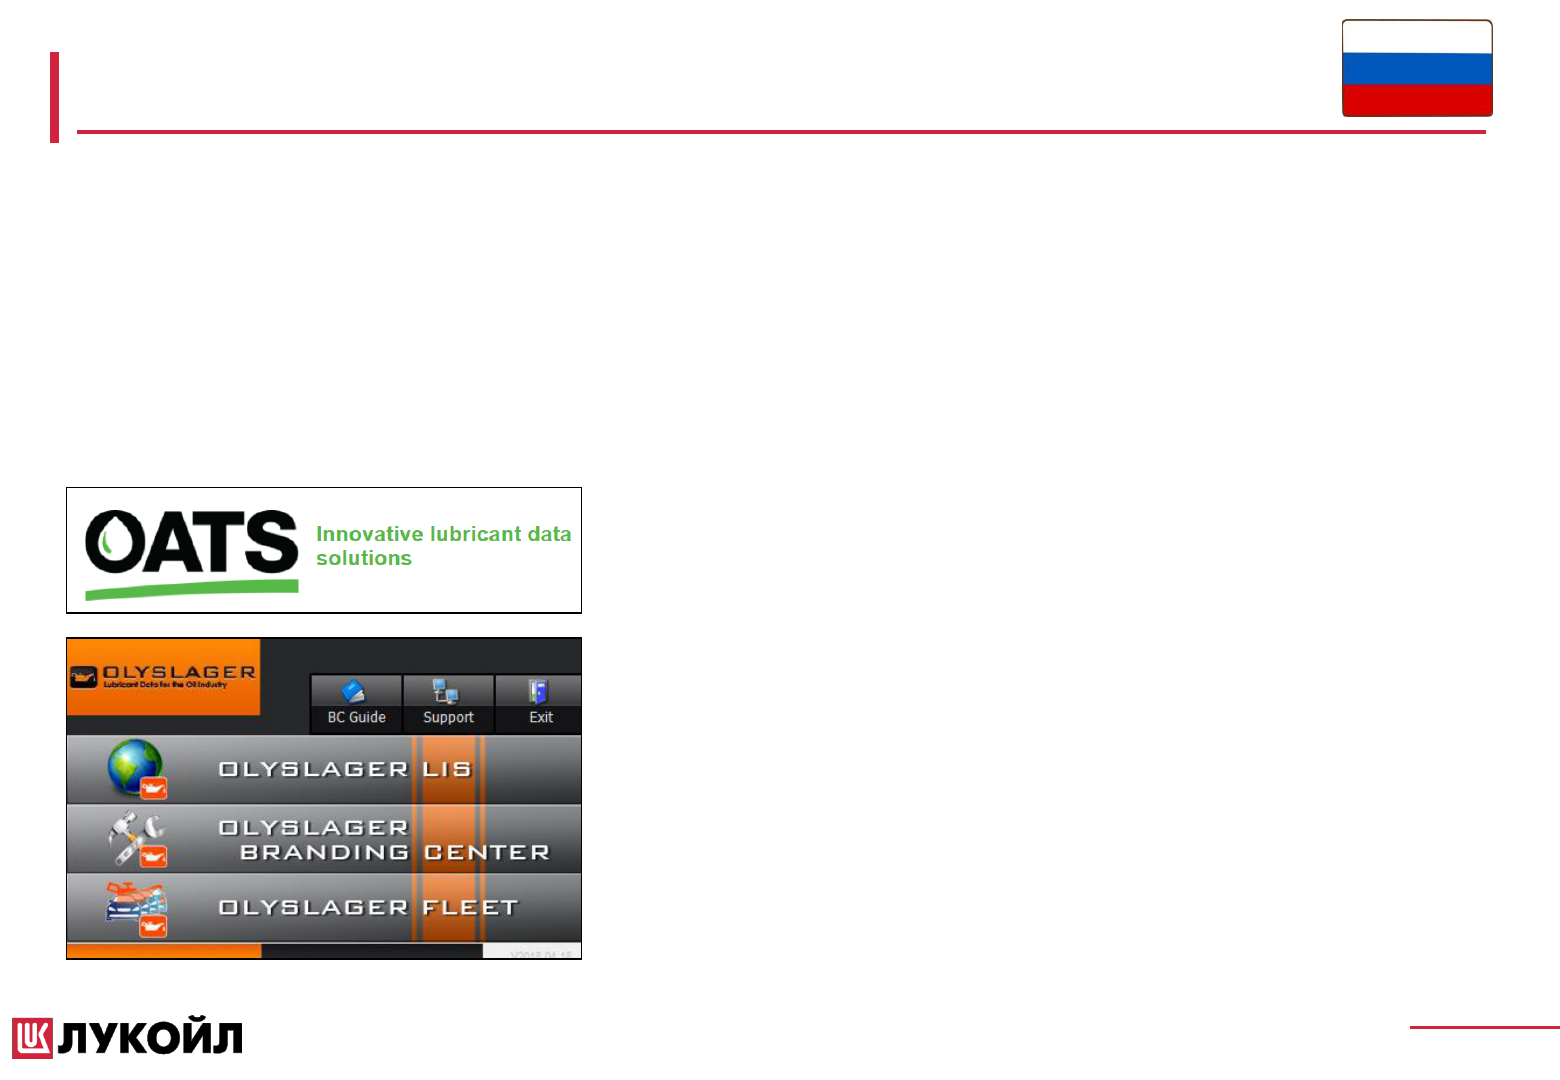 OATS
Innovative lubricant data
solutions
OLYSLAGER
Lubricant Data for the Oil Industry
BC Guide
Support
Exit
OLYSLAGER LIS
OLYSLAGER
BRANDING CENTER
OLYSLAGER FLEET
ЛУКОЙЛ